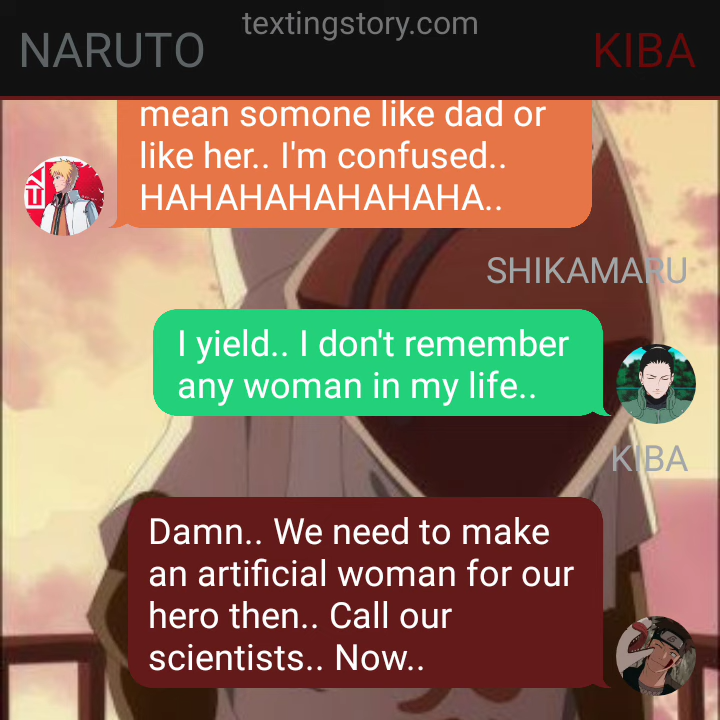 textingstory.com
NARUTO
KIBA
mean somone like dad or
like her.. I'm confused..
HAHAHAHAHAHAHA..
SHIKAMARU
I yield.. I don't remember
any woman in my life..
KIBA
Damn.. We need to make
an artificial woman for our
hero then.. Call our
scientists.. Now..